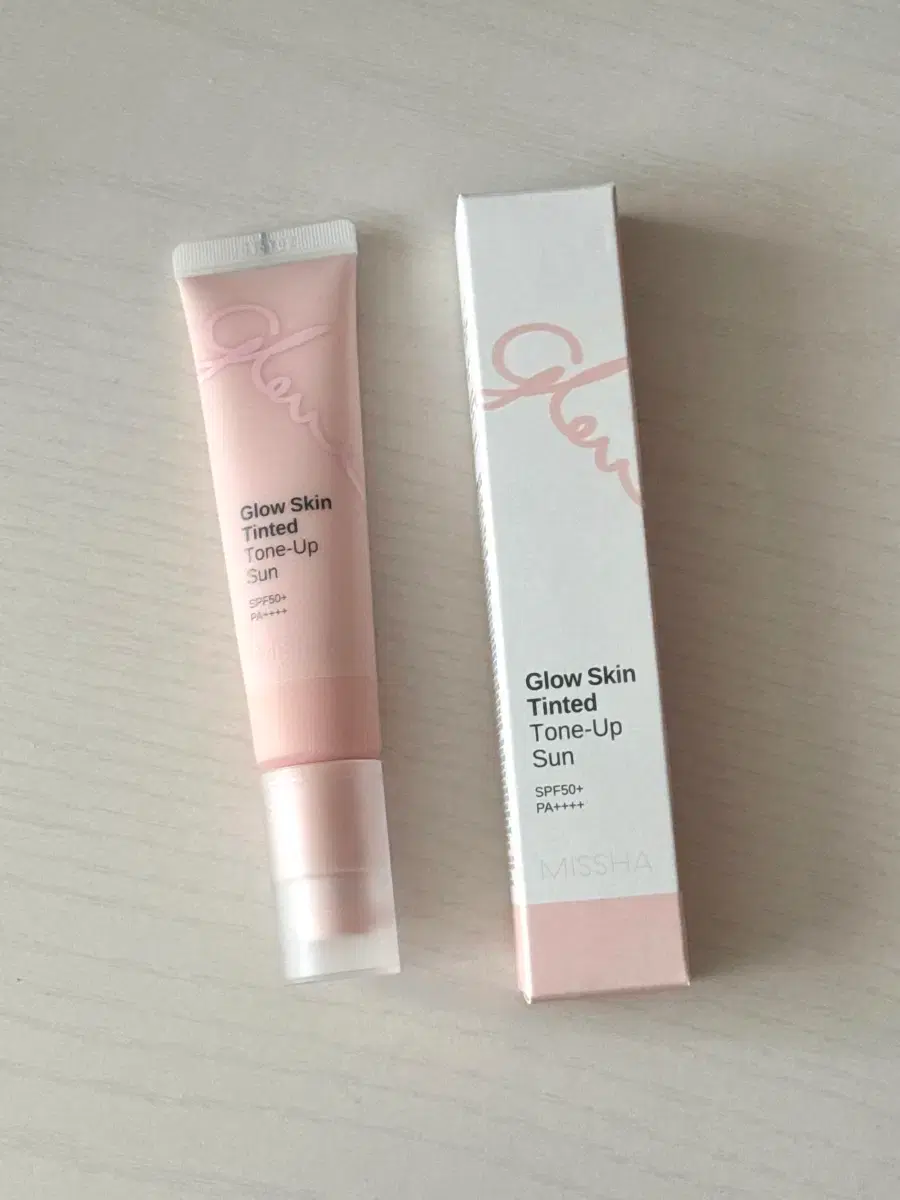 Glow
Glow Skin
Tinted
Tone-Up
Sun
SPF50+
PA++++
Glow
Glow Skin
Tinted
Tone-Up
Sun
SPF50+
PA++++
MISSHA